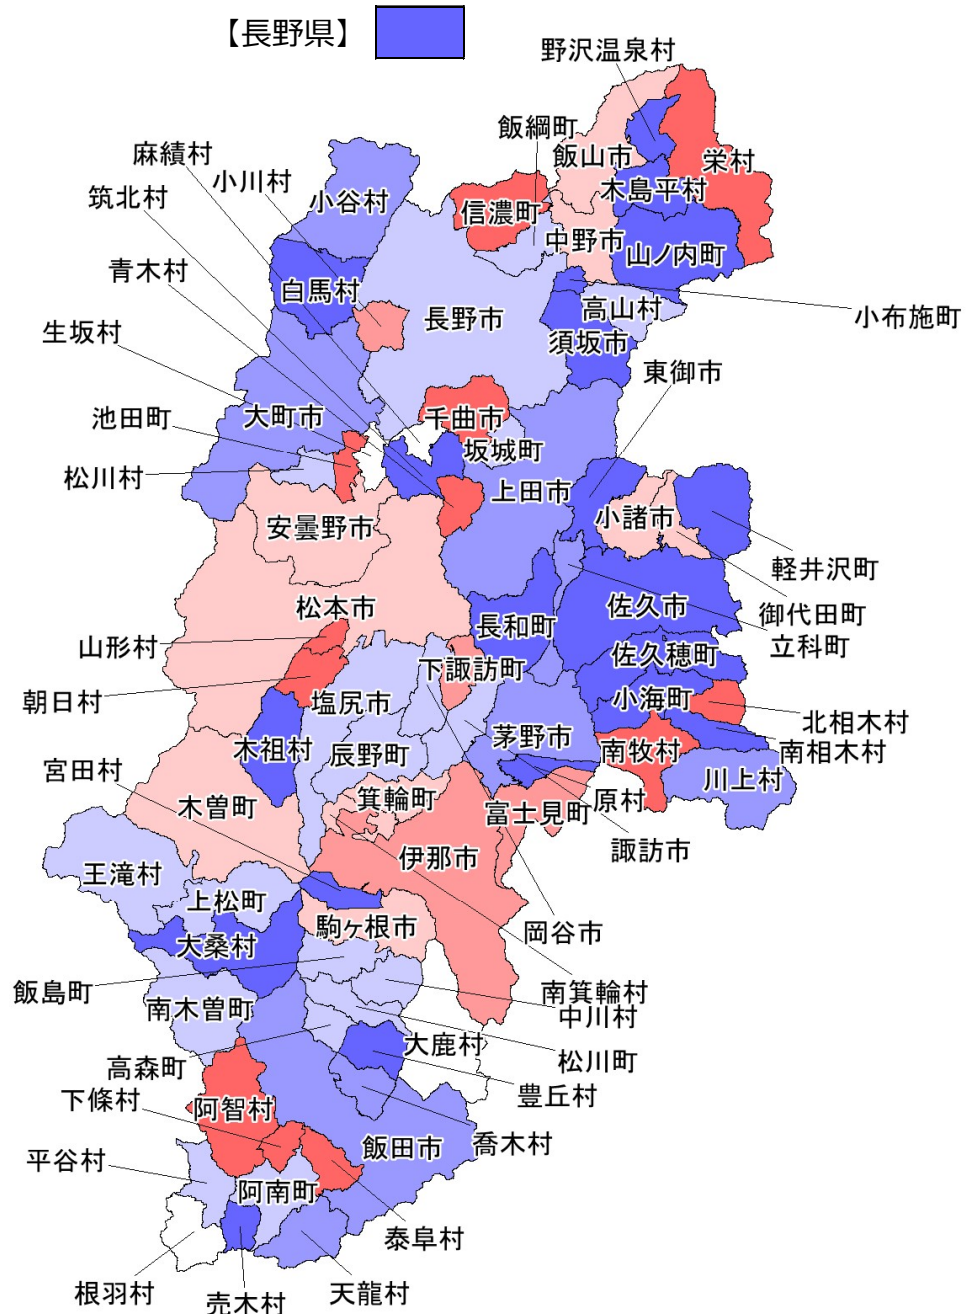 【長野県】
野沢温泉村
飯綱町
麻績村
飯山市
栄村
小川村
木島平村
筑北村
小谷村
信濃町
中野市
山ノ内町
青木村
白馬村
高山村
小布施町
長野市
生坂村
須坂市
東御市
池田町
大町市
千曲市
坂城町
松川村
上田市
安曇野市
小諸市
軽井沢町
松本市
長和町
佐久市
御代田町
立科町
山形村
佐久穂町
下諏訪町
朝日村
塩尻市
小海町
北相木村
木祖村
茅野市
南牧村
南相木村
宮田村
辰野町
川上村
木曽町
箕輪町
富士見町
原村
諏訪市
伊那市
王滝村
上松町
駒ヶ根市
岡谷市
大桑村
飯島町
南木曽町
南箕輪村
中川村
大鹿村
松川町
高森町
豊丘村
下條村
阿智村
飯田市
喬木村
平谷村
阿南町
泰阜村
根羽村
売木村
天龍村